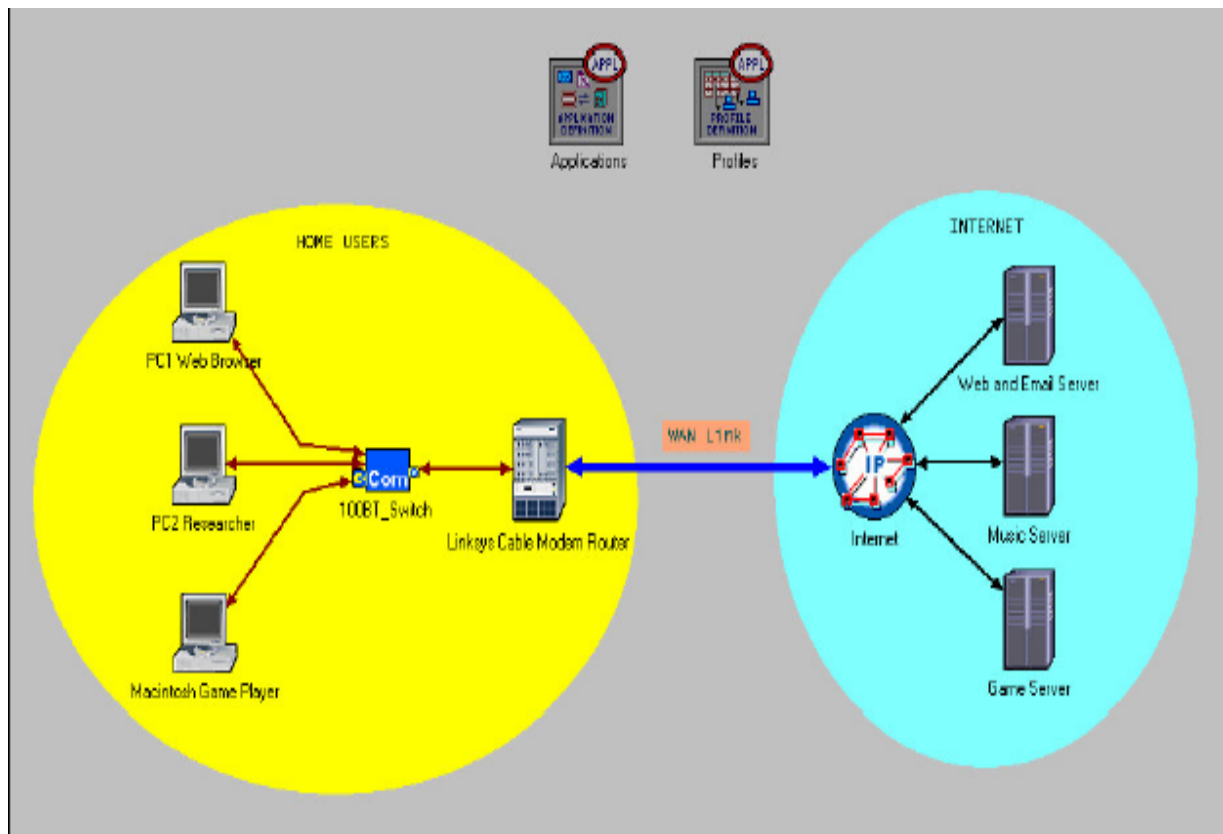 APPL
APPLICATION
DEFINITION
Applications
APPL
PROFILE
DEFINITION
Profiles
HOME USERS
PC1 Web Browser
PC2 Researcher
Macintosh Game Player
Com
100BT_Switch
Linksys Cable Modem Router
WAN Link
INTERNET
IP
Internet
Web and Email Server
Music Server
Game Server